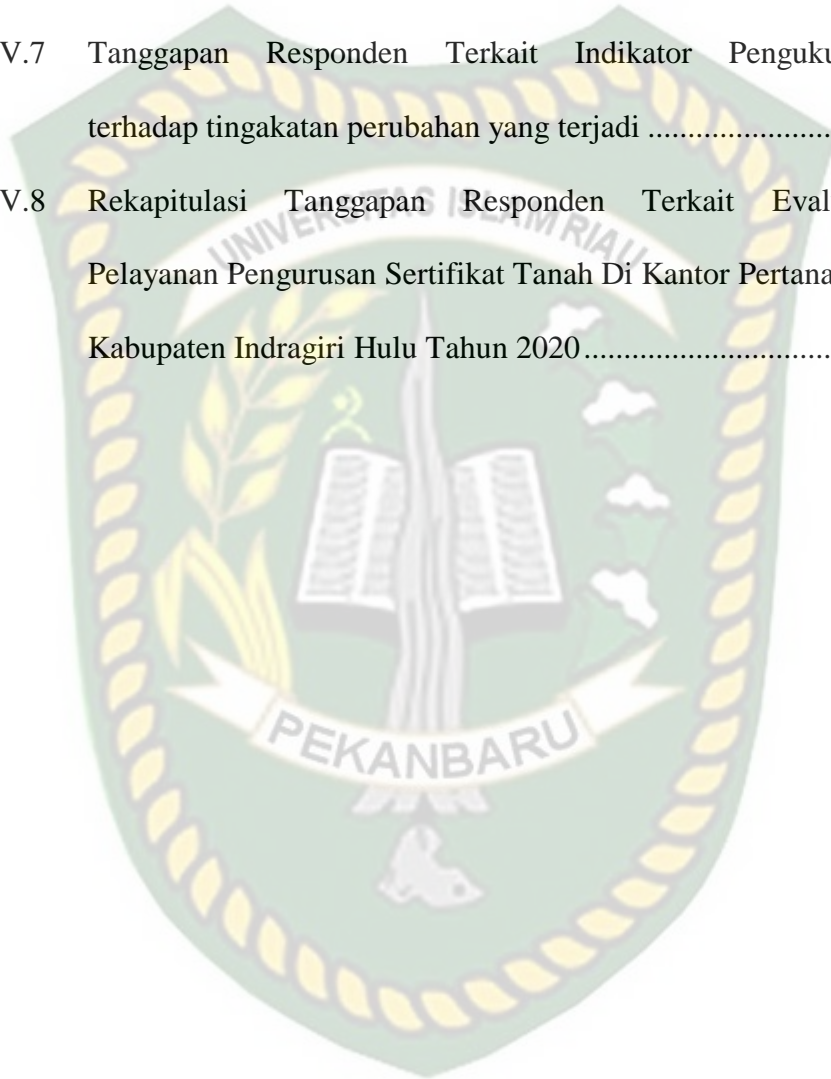 V.7 Tanggapan Responden Terkait Indikator Penguku
terhadap tingakatan perubahan yang terjadi ......................
V.8 Rekapitulasi Tanggapan Responden Terkait Eval
Pelayanan Pengurusan Sertifikat Tanah Di Kantor Pertana
Kabupaten Indragiri Hulu Tahun 2020 ..............................
UNIVERSITAS ISLAM RIAU
PEKANBARU